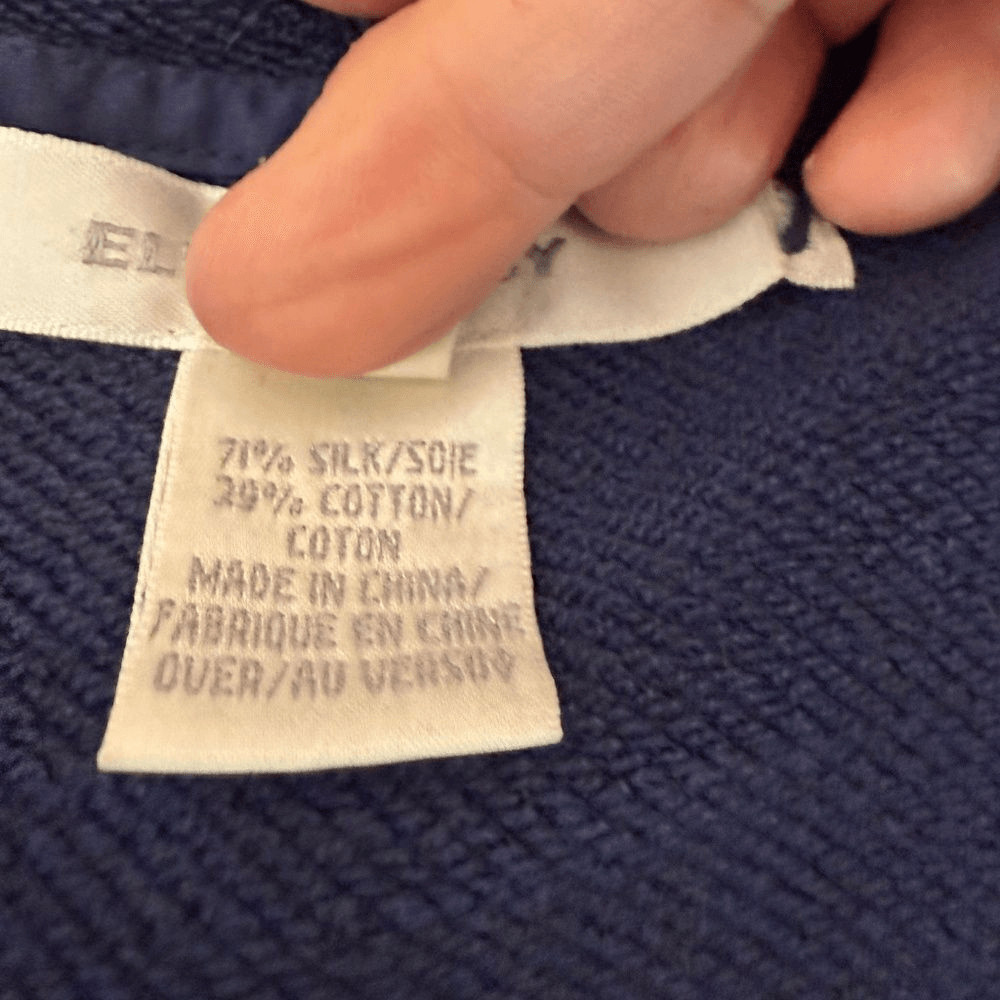 71% SILK/SOIE
29% COTTON/
COTON
MADE IN CHINA/
FABRIQUE EN CHINE
OVER/AU VERSO